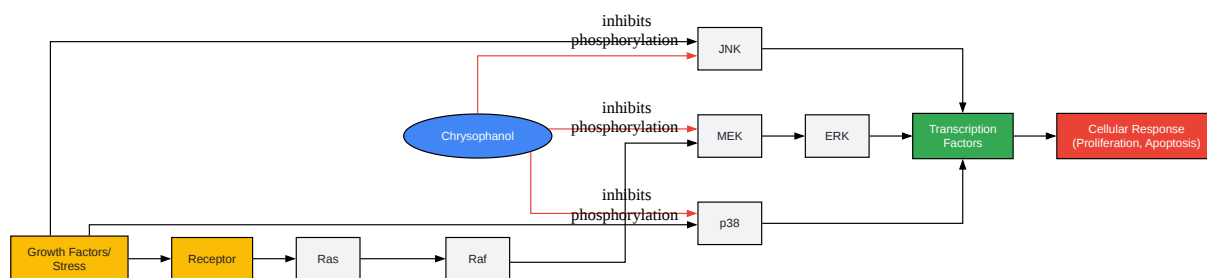 inhibits
phosphorylation
JNK
Chrysophanol
inhibits
phosphorylation
MEK
ERK
Transcription
Factors
Cellular Response
(Proliferation, Apoptosis)
inhibits
phosphorylation
p38
Growth Factors/
Stress
Receptor
Ras
Raf